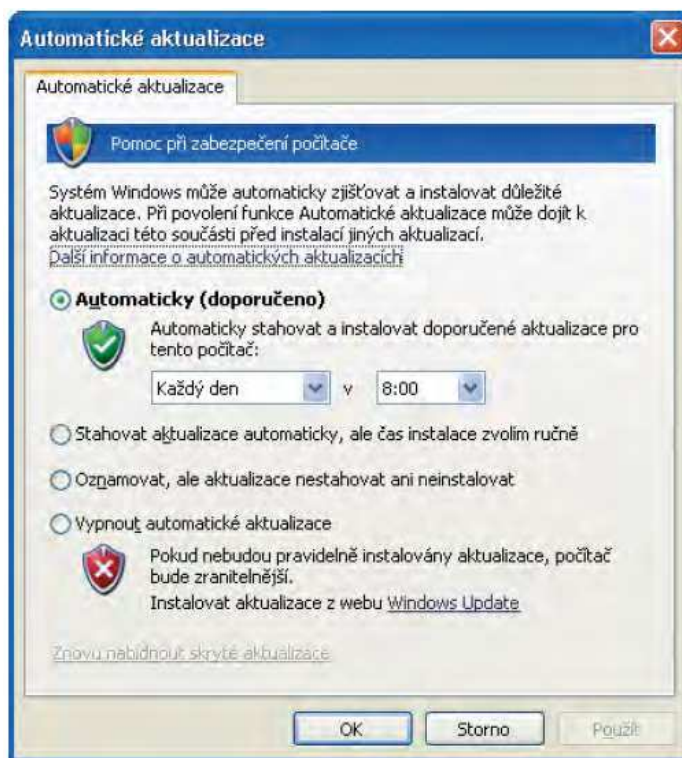 Automatické aktualizace
Automatické aktualizace
Pomoc při zabezpečení počítače
Systém Windows může automaticky zjišťovat a instalovat důležité
aktualizace. Při povolení funkce Automatické aktualizace může dojít k
aktualizaci této součásti před instalací jiných aktualizací.
Další informace o automatických aktualizacích
Automaticky (doporučeno)
Automaticky stahovat a instalovat doporučené aktualizace pro
tento počítač:
Každý den v 8:00
Stahovat aktualizace automaticky, ale čas instalace zvolím ručně
Oznamovat, ale aktualizace nestahovat ani neinstalovat
Vypnout automatické aktualizace
Pokud nebudou pravidelně instalovány aktualizace, počítač
bude zranitelnější.
Instalovat aktualizace z webu Windows Update
Znovu nabídnout skryté aktualizace
OK Storno Použít